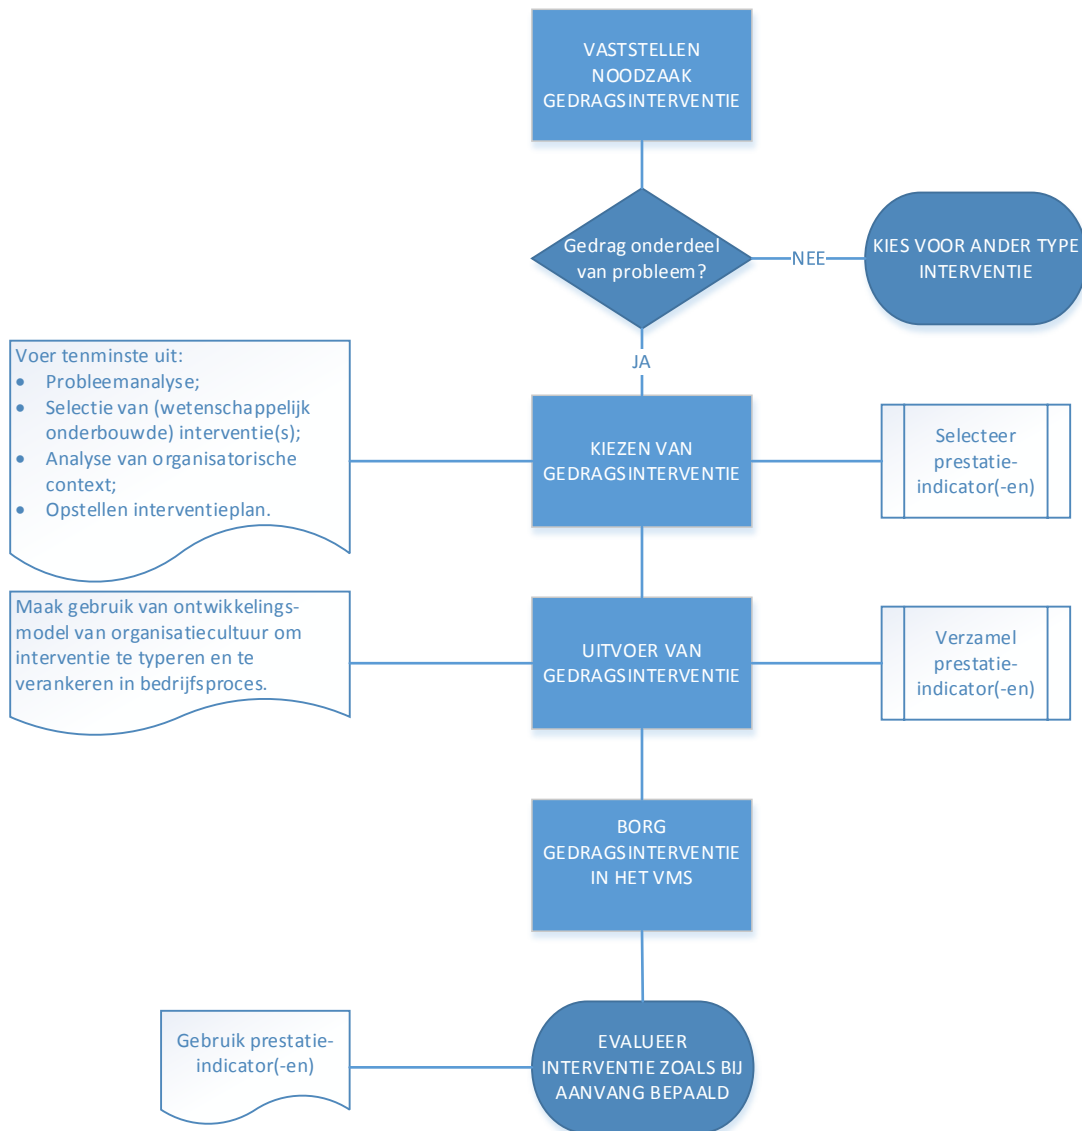 VASTSTELLEN
NOODZAAK
GEDRAGSINTERVENTIE
Gedrag onderdeel
van probleem?
NEE
KIES VOOR ANDER TYPE
INTERVENTIE
JA
Voer tenminste uit:
• Probleemanalyse;
• Selectie van (wetenschappelijk
onderbouwde) interventie(s);
• Analyse van organisatorische
context;
• Opstellen interventieplan.
KIEZEN VAN
GEDRAGSINTERVENTIE
Selecteer
prestatie-
indicator(-en)
Maak gebruik van ontwikkelings-
model van organisatiecultuur om
interventie te typeren en te
verankeren in bedrijfsproces.
UITVOER VAN
GEDRAGSINTERVENTIE
Verzamel
prestatie-
indicator(-en)
BORG
GEDRAGSINTERVENTIE
IN HET VMS
Gebruik prestatie-
indicator(-en)
EVALUEER
INTERVENTIE ZOALS BIJ
AANVANG BEPAALD